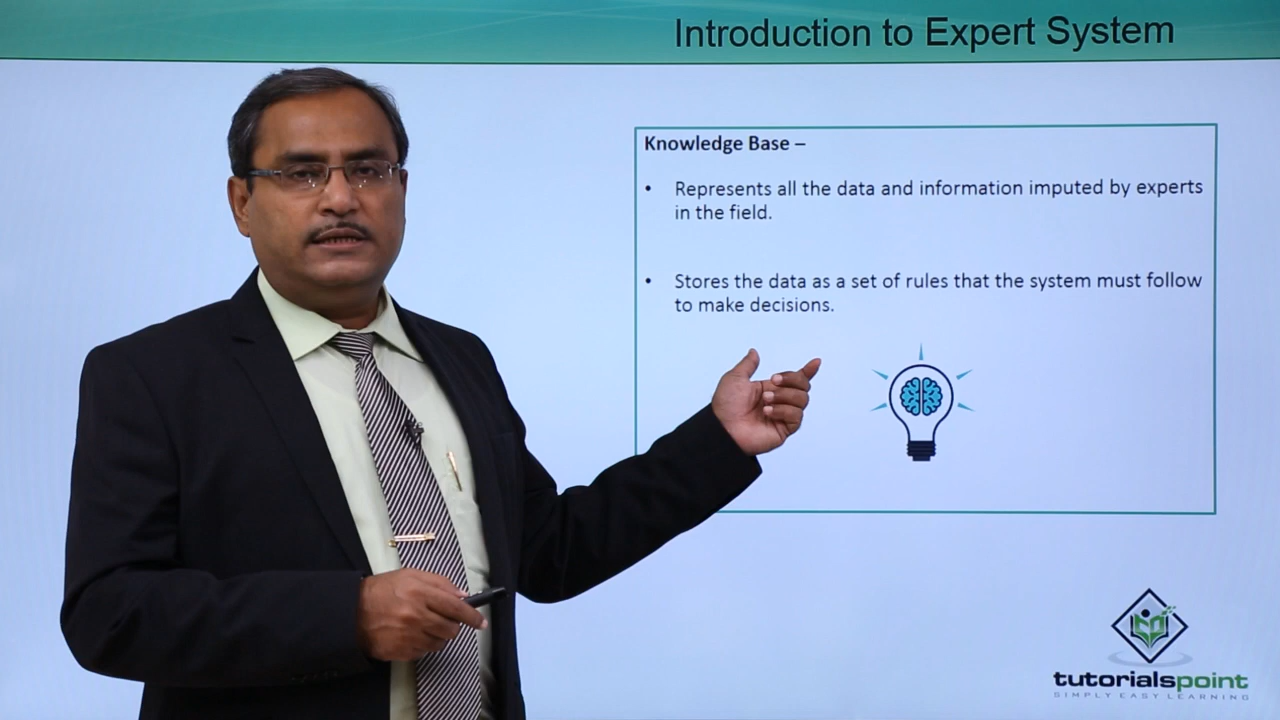 Introduction to Expert System
Knowledge Base –
• Represents all the data and information imputed by experts
in the field.
• Stores the data as a set of rules that the system must follow
to make decisions.
tutorialspoint
SIMPLY EASY LEARNING